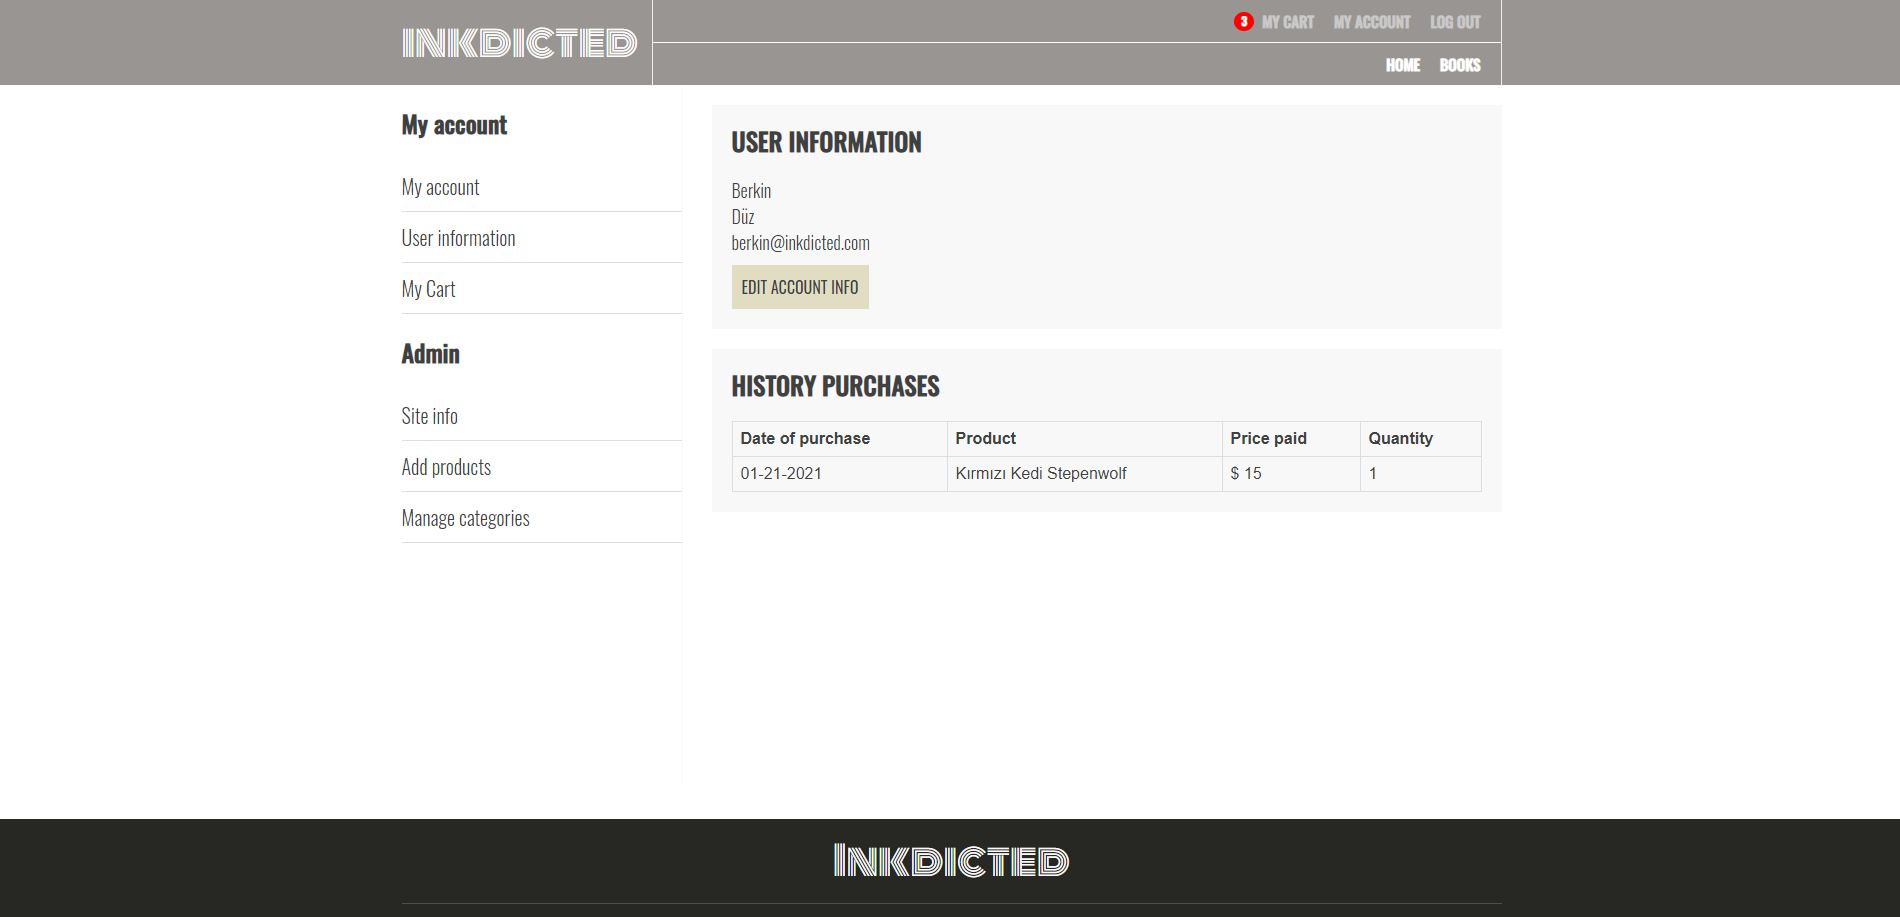 INKDICTED
3 MY CART MY ACCOUNT LOG OUT
HOME BOOKS
My account
My account
User information
My Cart
Admin
Site info
Add products
Manage categories
USER INFORMATION
Berkin
Düz
berkin@inkdicted.com
EDIT ACCOUNT INFO
HISTORY PURCHASES
Date of purchase Product Price paid Quantity
01-21-2021 Kırmızı Kedi Stepenwolf $ 15 1
INKDICTED